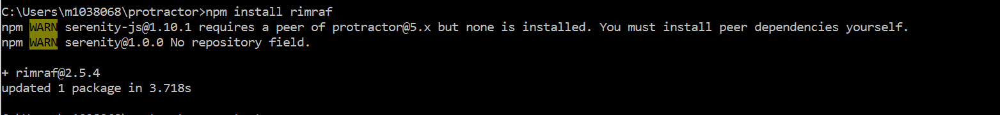 C:\Users\m1038068\protractor>npm install rimraf
npm WARN serenity-js@1.10.1 requires a peer of protractor@5.x but none is installed. You must install peer dependencies yourself.
npm WARN serenity@1.0.0 No repository field.
+ rimraf@2.5.4
updated 1 package in 3.718s